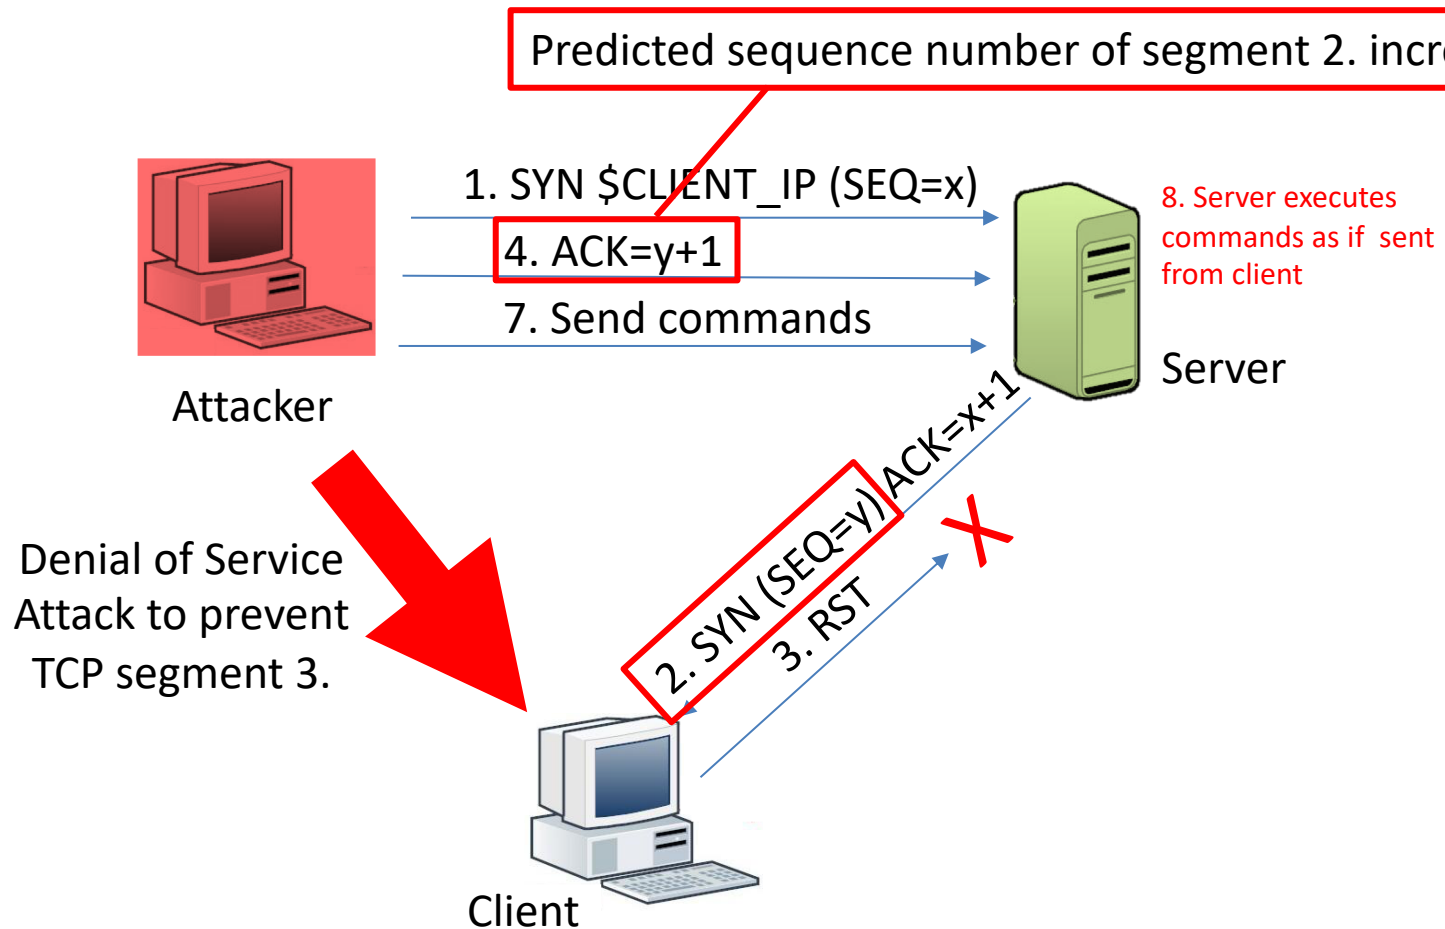 Predicted sequence number of segment 2.
1. SYN $CLIENT_IP (SEQ=x)
4. ACK=y+1
7. Send commands
8. Server executes
commands as if sent
from client
Server
Attacker
2. SYN (SEQ=y) ACK=x+1
3. RST
X
Denial of Service
Attack to prevent
TCP segment 3.
Client